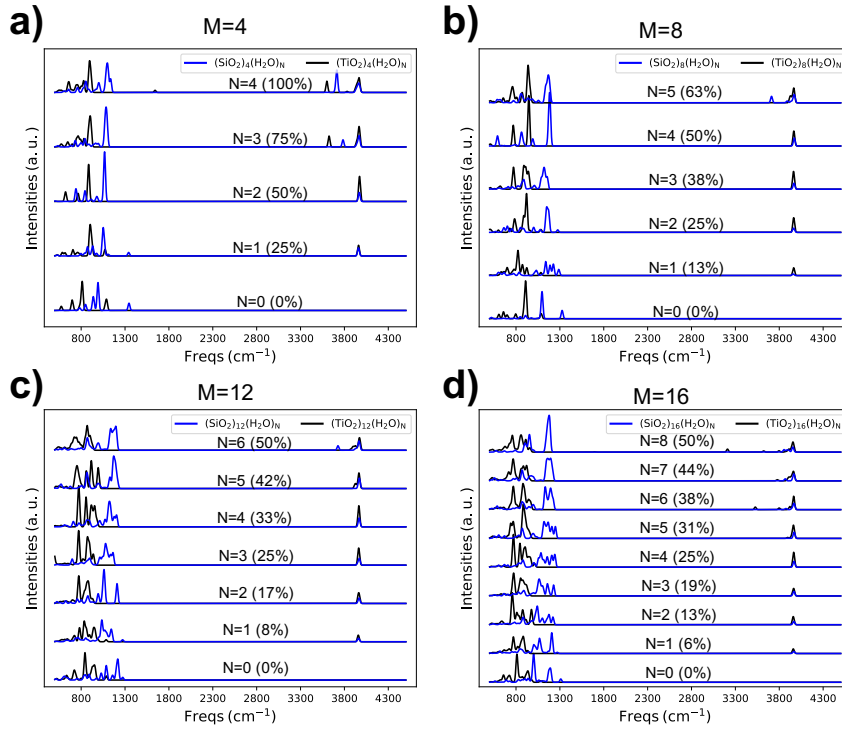 a)
M=4
(SiO₂)₄(H₂O)N
(TiO₂)₄(H₂O)N
N=4 (100%)
N=3 (75%)
N=2 (50%)
N=1 (25%)
N=0 (0%)
Intensities (a. u.)
800 1300 1800 2300 2800 3300 3800 4300
Freqs (cm⁻¹)
b)
M=8
(SiO₂)₈(H₂O)N
(TiO₂)₈(H₂O)N
N=5 (63%)
N=4 (50%)
N=3 (38%)
N=2 (25%)
N=1 (13%)
N=0 (0%)
Intensities (a. u.)
800 1300 1800 2300 2800 3300 3800 4300
Freqs (cm⁻¹)
c)
M=12
(SiO₂)₁₂(H₂O)N
(TiO₂)₁₂(H₂O)N
N=6 (50%)
N=5 (42%)
N=4 (33%)
N=3 (25%)
N=2 (17%)
N=1 (8%)
N=0 (0%)
Intensities (a. u.)
800 1300 1800 2300 2800 3300 3800 4300
Freqs (cm⁻¹)
d)
M=16
(SiO₂)₁₆(H₂O)N
(TiO₂)₁₆(H₂O)N
N=8 (50%)
N=7 (44%)
N=6 (38%)
N=5 (31%)
N=4 (25%)
N=3 (19%)
N=2 (13%)
N=1 (6%)
N=0 (0%)
Intensities (a. u.)
800 1300 1800 2300 2800 3300 3800 4300
Freqs (cm⁻¹)